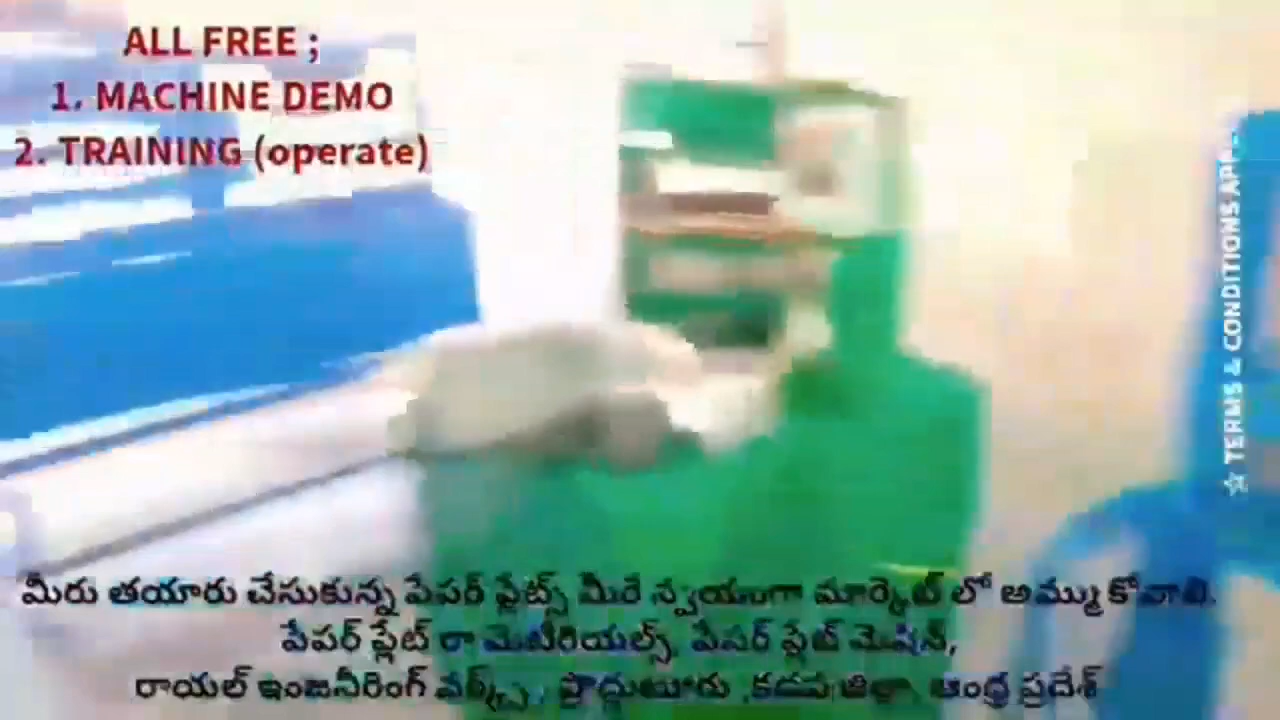 ALL FREE ;
1. MACHINE DEMO
2. TRAINING (operate)
☆ TERMS & CONDITIONS
మీరు తయారు చేసుకున్న పేపర్ ప్లేట్స్ మీరే స్వయంగా మార్కెట్ లో అమ్ము కోవాలి.
పేపర్ ప్లేట్ రా మెటీరియల్స్, పేపర్ ప్లేట్ మెషిన్,
రాయల్ ఇంజనీరింగ్ వర్క్స్, ప్రొద్దుటూరు ,కడప జిల్లా, ఆంధ్ర ప్రదేశ్